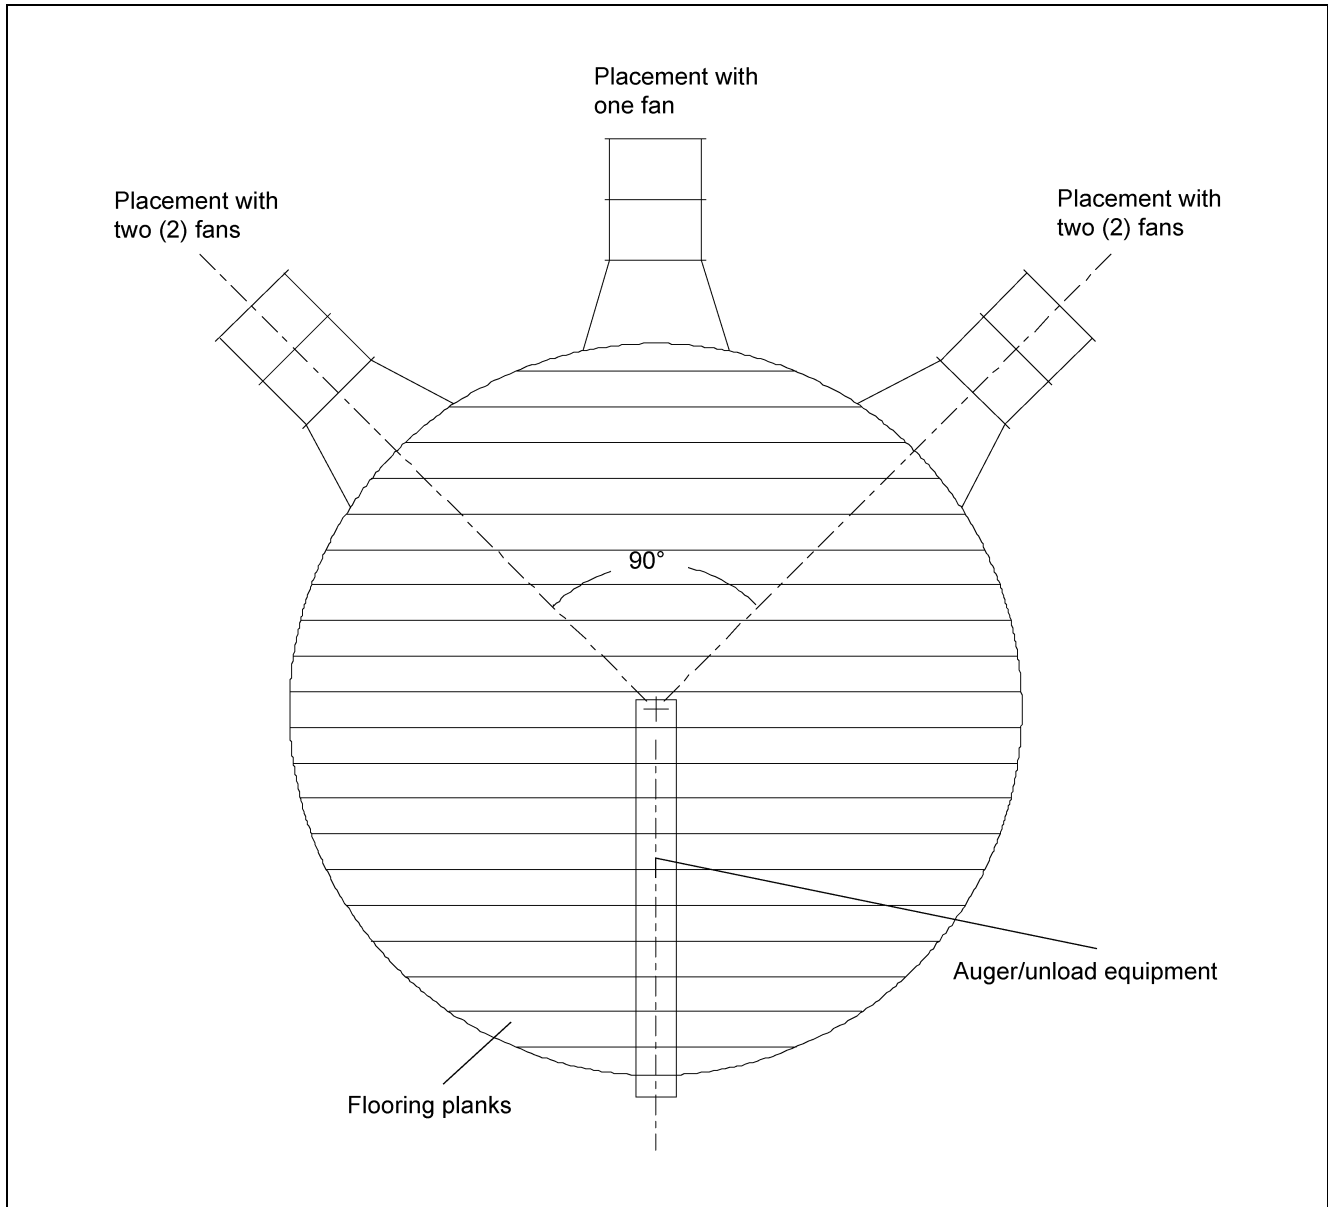 Placement with
one fan
Placement with
two (2) fans
Placement with
two (2) fans
90°
Auger/unload equipment
Flooring planks